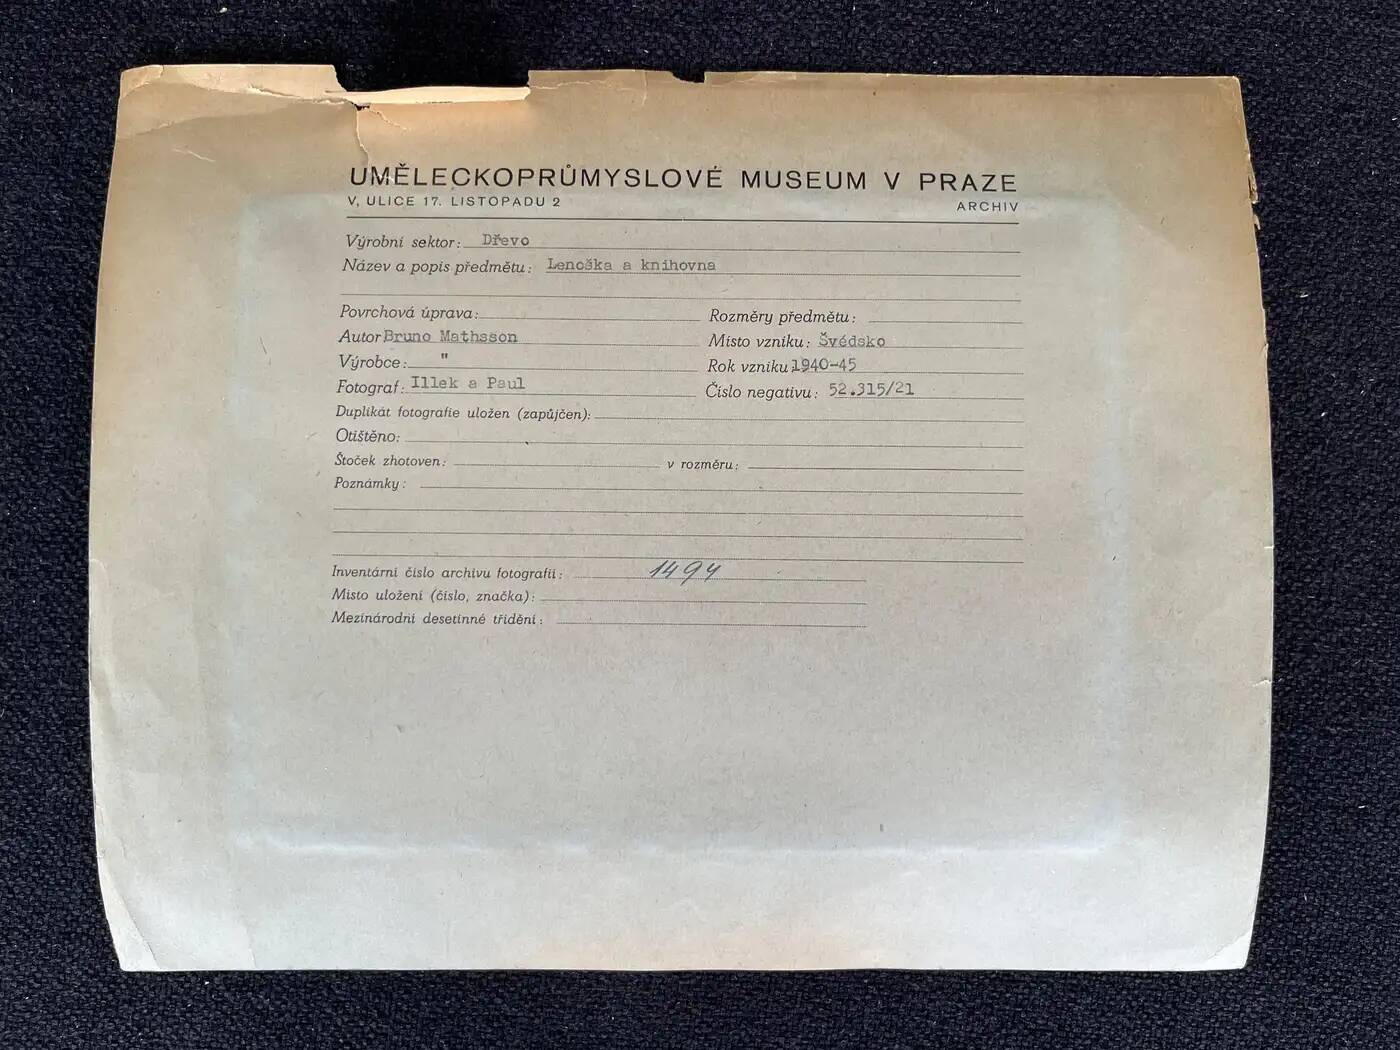 UMĚLECKOPRŮMYSLOVÉ MUSEUM V PRAZE
V, ULICE 17. LISTOPADU 2 ARCHIV
Výrobní sektor: Dřevo
Název a popis předmětu: Lenoška a knihovna
Povrchová úprava: Rozměry předmětu:
Autor Bruno Mathsson Místo vzniku: Švédsko
Výrobce: " Rok vzniku: 1940-45
Fotograf: Illek a Paul Číslo negativu: 52.315/21
Duplikát fotografie uložen (zapůjčen):
Otištěno:
Štoček zhotoven: v rozměru:
Poznámky:
Inventární číslo archivu fotografií: 1494
Místo uložení (číslo, značka):
Mezinárodní desetinné třídění: